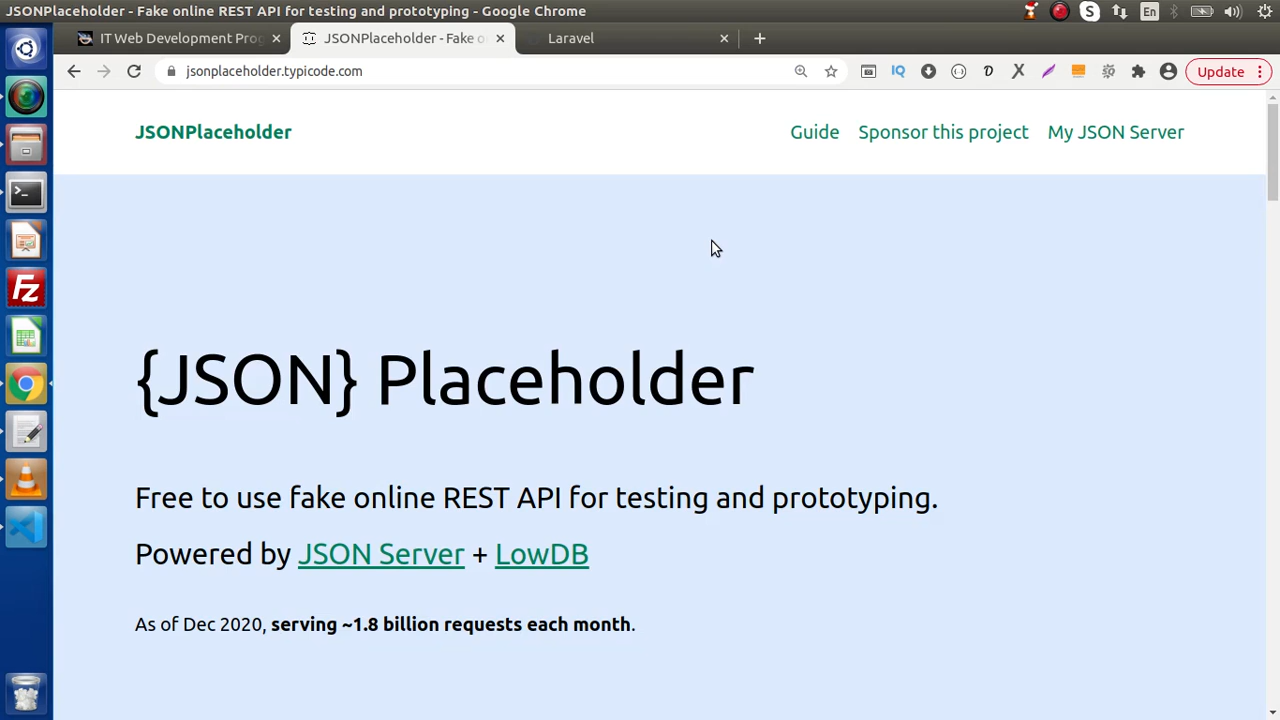 JSONPlaceholder - Fake online REST API for testing and prototyping - Google Chrome
En
IT Web Development Prog
JSONPlaceholder - Fake o
Laravel
jsonplaceholder.typicode.com
IQ
Update
JSONPlaceholder
Guide
Sponsor this project
My JSON Server
{JSON} Placeholder
Free to use fake online REST API for testing and prototyping.
Powered by JSON Server + LowDB
As of Dec 2020, serving ~1.8 billion requests each month.